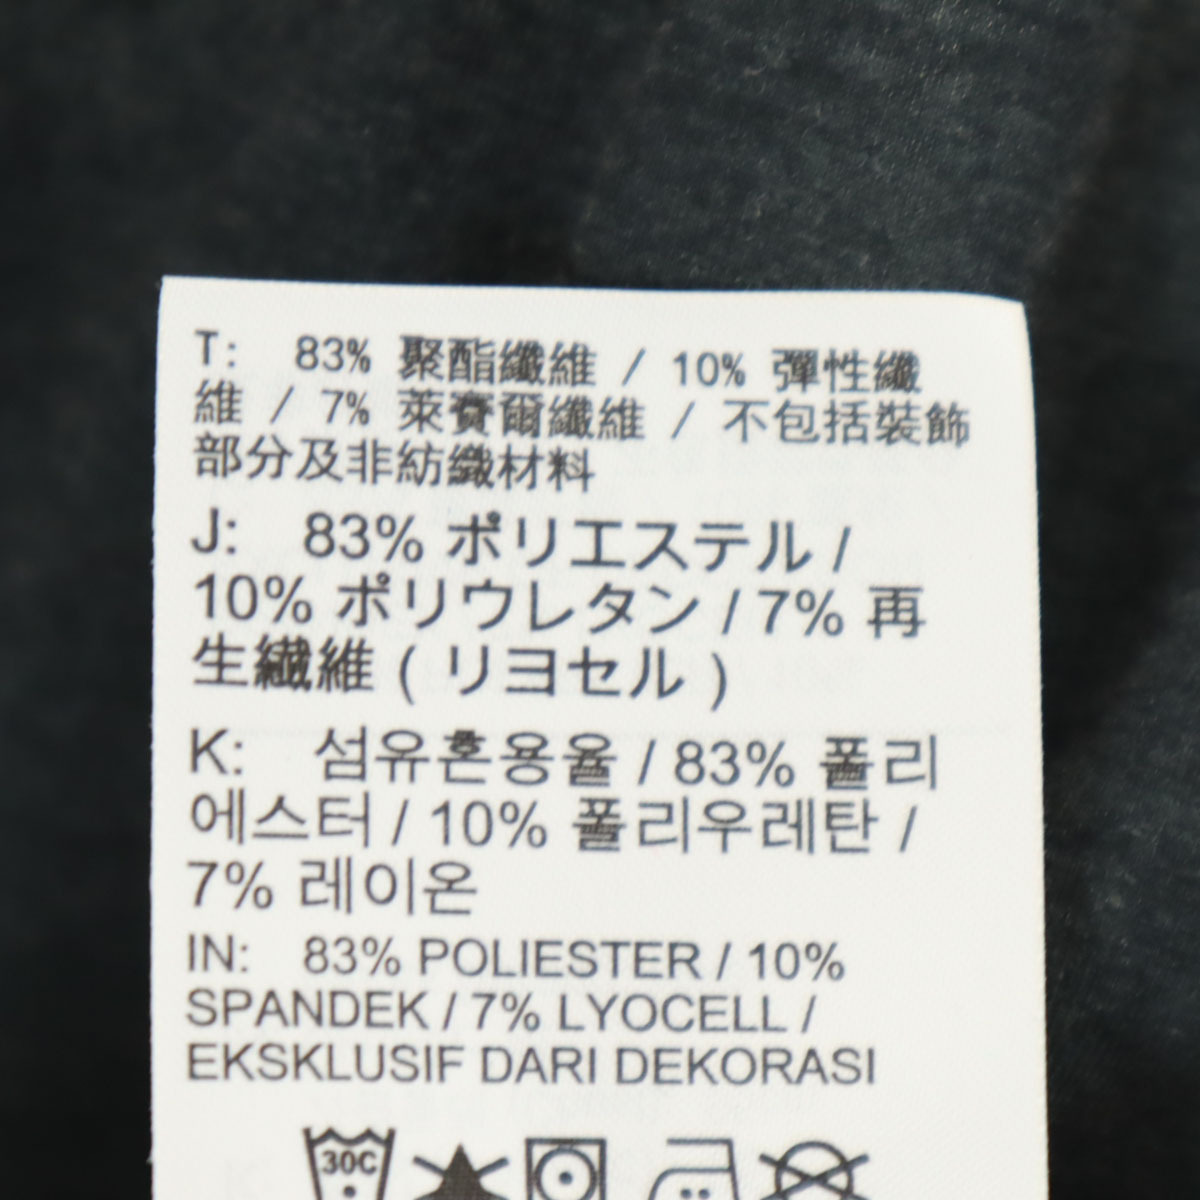 T: 83% 聚酯纖維 / 10% 彈性纖
維 / 7% 萊賽爾纖維 / 不包括裝飾
部分及非紡織材料
J: 83% ポリエステル /
10% ポリウレタン / 7% 再
生繊維 ( リヨセル )
K: 섬유혼용율 / 83% 폴리
에스터 / 10% 폴리우레탄 /
7% 레이온
IN: 83% POLIESTER / 10%
SPANDEK / 7% LYOCELL /
EKSKLUSIF DARI DEKORASI
30C